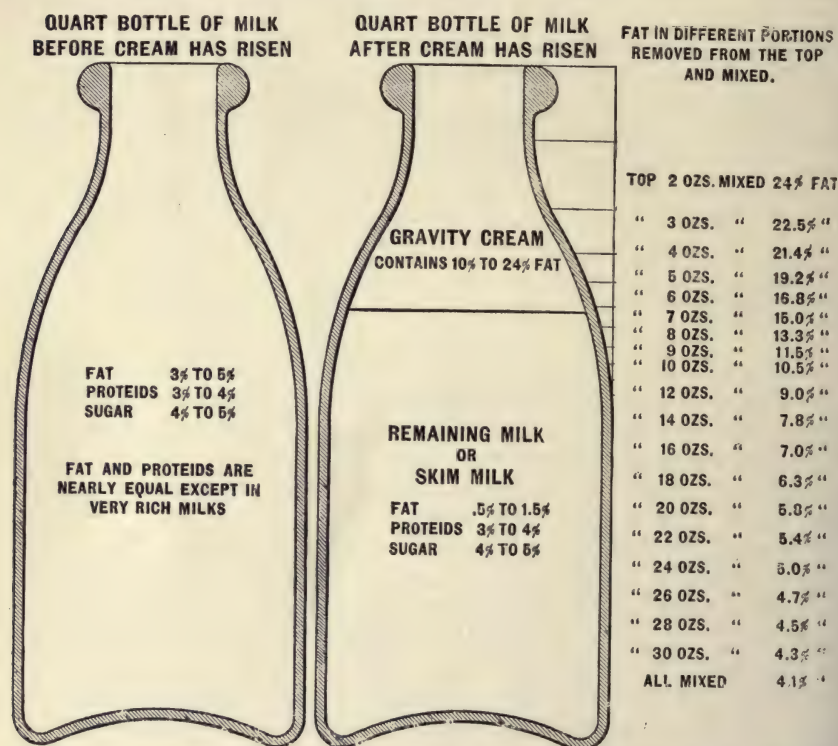 QUART BOTTLE OF MILK
BEFORE CREAM HAS RISEN
FAT 3% TO 5%
PROTEIDS 3% TO 4%
SUGAR 4% TO 5%
FAT AND PROTEIDS ARE
NEARLY EQUAL EXCEPT IN
VERY RICH MILKS
QUART BOTTLE OF MILK
AFTER CREAM HAS RISEN
GRAVITY CREAM
CONTAINS 10% TO 24% FAT
REMAINING MILK
OR
SKIM MILK
FAT .5% TO 1.5%
PROTEIDS 3% TO 4%
SUGAR 4% TO 5%
FAT IN DIFFERENT PORTIONS
REMOVED FROM THE TOP
AND MIXED.
TOP 2 OZS. MIXED 24% FAT
" 3 OZS. " 22.5% "
" 4 OZS. " 21.4% "
" 5 OZS. " 19.2% "
" 6 OZS. " 16.8% "
" 7 OZS. " 15.0% "
" 8 OZS. " 13.3% "
" 9 OZS. " 11.5% "
" 10 OZS. " 10.5% "
" 12 OZS. " 9.0% "
" 14 OZS. " 7.8% "
" 16 OZS. " 7.0% "
" 18 OZS. " 6.3% "
" 20 OZS. " 5.8% "
" 22 OZS. " 5.4% "
" 24 OZS. " 5.0% "
" 26 OZS. " 4.7% "
" 28 OZS. " 4.5% "
" 30 OZS. " 4.3% "
ALL MIXED 4.1% "